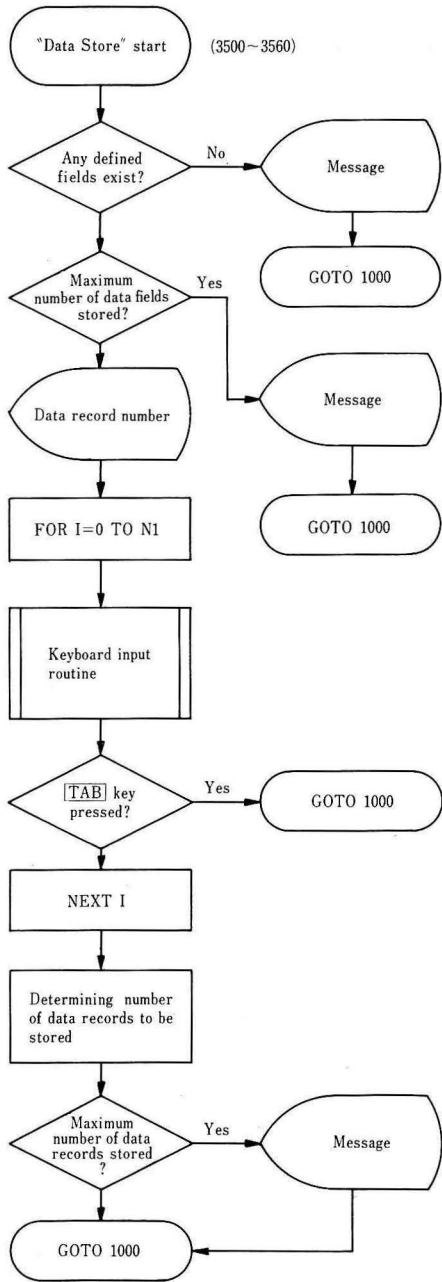 "Data Store" start
(3500~3560)
Any defined
fields exist?
No
Message
GOTO 1000
Maximum
number of data fields
stored?
Yes
Message
GOTO 1000
Data record number
FOR I=0 TO N1
Keyboard input
routine
TAB key
pressed?
Yes
GOTO 1000
NEXT I
Determining number
of data records to be
stored
Maximum
number of data
records stored
?
Yes
Message
GOTO 1000